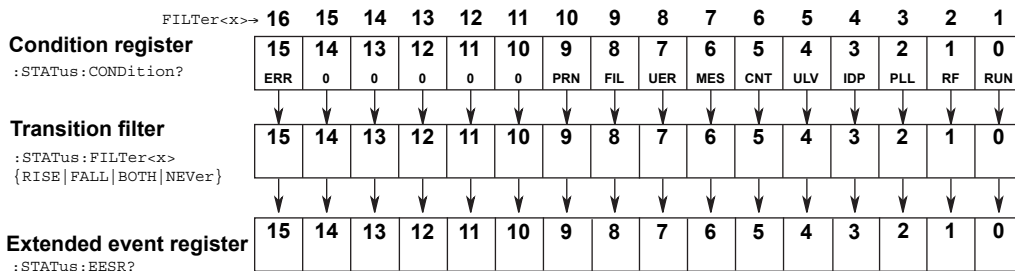 FILTer<x>→ 16 15 14 13 12 11 10 9 8 7 6 5 4 3 2 1
Condition register
:STATus:CONDition?
15 14 13 12 11 10 9 8 7 6 5 4 3 2 1 0
ERR 0 0 0 0 0 PRN FIL UER MES CNT ULV IDP PLL RF RUN
Transition filter
:STATus:FILTer<x>
{RISE|FALL|BOTH|NEVer}
15 14 13 12 11 10 9 8 7 6 5 4 3 2 1 0
Extended event register
:STATus:EESR?
15 14 13 12 11 10 9 8 7 6 5 4 3 2 1 0